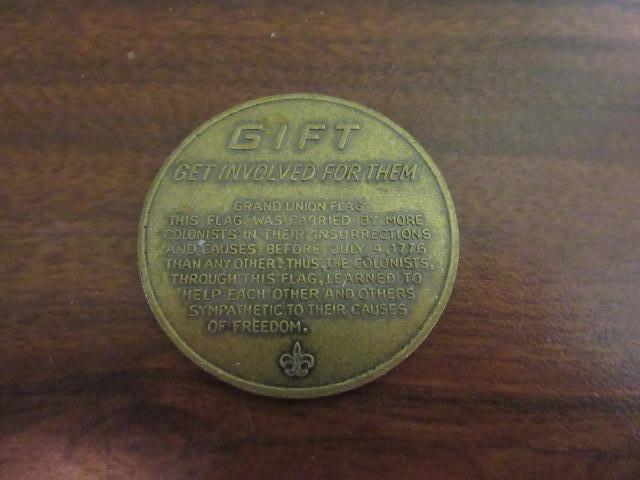 GIFT
GET INVOLVED FOR THEM
GRAND UNION FLAG
THIS FLAG WAS CARRIED BY MORE
COLONISTS IN THEIR INSURRECTIONS
AND CAUSES BEFORE JULY 4, 1776
THAN ANY OTHER. THUS, THE COLONISTS,
THROUGH THIS FLAG, LEARNED TO
HELP EACH OTHER AND OTHERS
SYMPATHETIC TO THEIR CAUSES
OF FREEDOM.